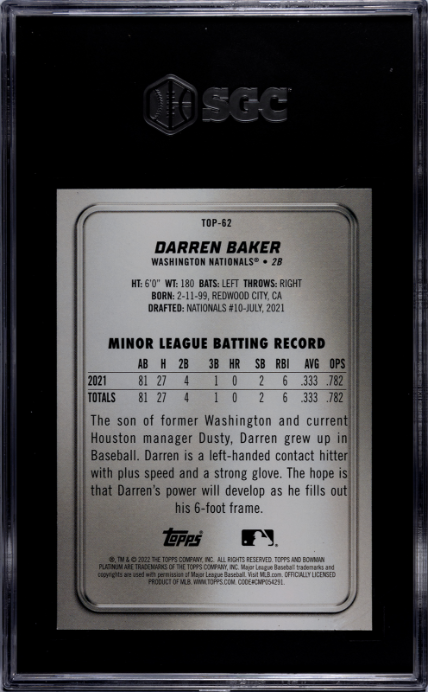 SGC
TOP-62
DARREN BAKER
WASHINGTON NATIONALS® • 2B
HT: 6'0" WT: 180 BATS: LEFT THROWS: RIGHT
BORN: 2-11-99, REDWOOD CITY, CA
DRAFTED: NATIONALS #10-JULY, 2021
MINOR LEAGUE BATTING RECORD
AB H 2B 3B HR SB RBI AVG OPS
2021 81 27 4 1 0 2 6 .333 .782
TOTALS 81 27 4 1 0 2 6 .333 .782
The son of former Washington and current
Houston manager Dusty, Darren grew up in
Baseball. Darren is a left-handed contact hitter
with plus speed and a strong glove. The hope is
that Darren's power will develop as he fills out
his 6-foot frame.
Topps
®, TM & © 2022 THE TOPPS COMPANY, INC. ALL RIGHTS RESERVED. TOPPS AND BOWMAN
PLATINUM ARE TRADEMARKS OF THE TOPPS COMPANY, INC. Major League Baseball trademarks and
copyrights are used with permission of Major League Baseball. Visit MLB.com. OFFICIALLY LICENSED
PRODUCT OF MLB. WWW.TOPPS.COM. CODE#CMP054291.